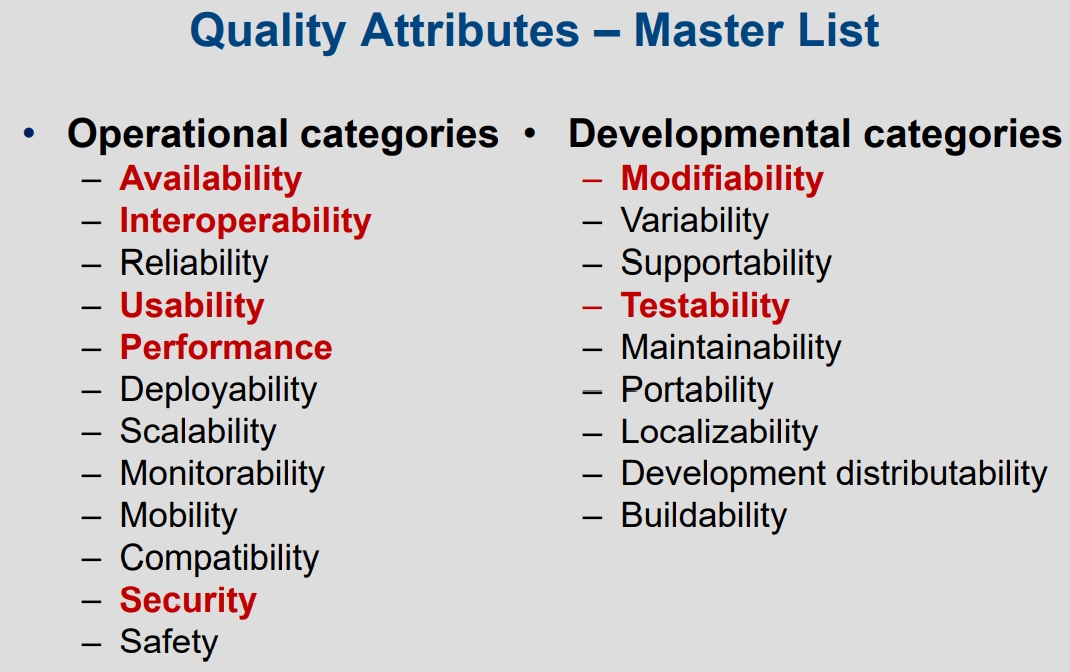 Quality Attributes – Master List
• Operational categories
– Availability
– Interoperability
– Reliability
– Usability
– Performance
– Deployability
– Scalability
– Monitorability
– Mobility
– Compatibility
– Security
– Safety
• Developmental categories
– Modifiability
– Variability
– Supportability
– Testability
– Maintainability
– Portability
– Localizability
– Development distributability
– Buildability